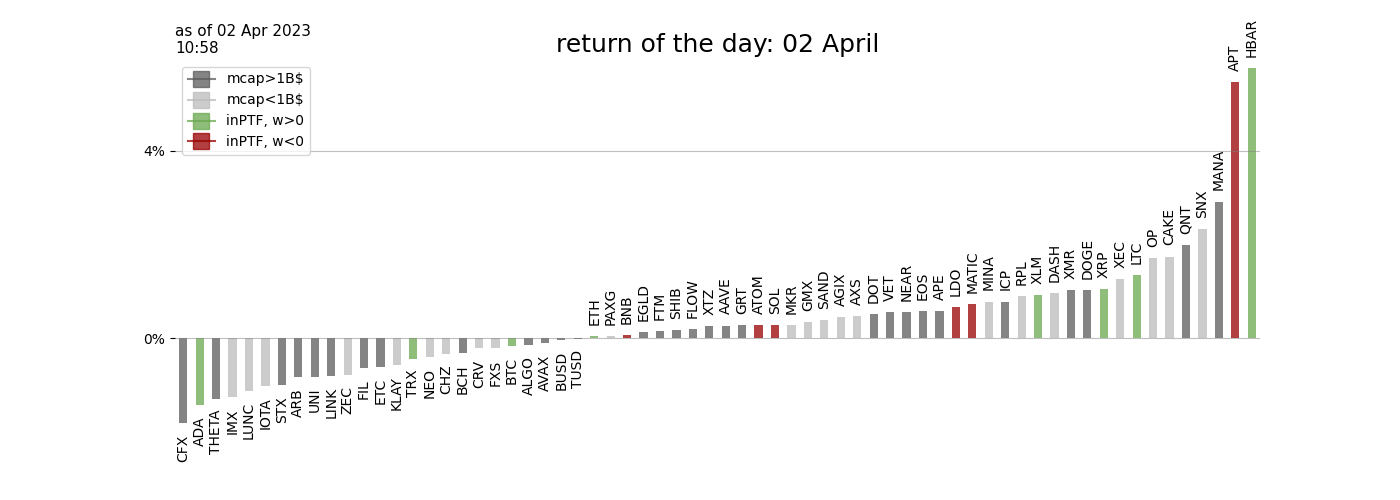 as of 02 Apr 2023
10:58
return of the day: 02 April
mcap>1B$
mcap<1B$
inPTF, w>0
inPTF, w<0
4%
0%
CFX
ADA
THETA
IMX
LUNC
IOTA
STX
ARB
UNI
LINK
ZEC
FIL
ETC
KLAY
TRX
NEO
CHZ
BCH
CRV
FXS
BTC
ALGO
AVAX
BUSD
TUSD
ETH
PAXG
BNB
EGLD
FTM
SHIB
FLOW
XTZ
AAVE
GRT
ATOM
SOL
MKR
GMX
SAND
AGIX
AXS
DOT
VET
NEAR
EOS
APE
LDO
MATIC
MINA
ICP
RPL
XLM
DASH
XMR
DOGE
XRP
XEC
LTC
OP
CAKE
QNT
SNX
MANA
APT
HBAR